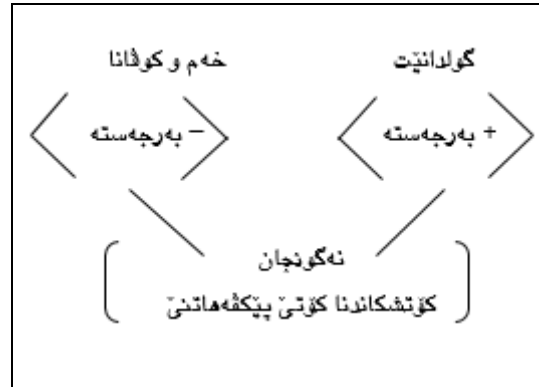 گولدانێت
خەم و کوڤانا
+ بەرجەستە
– بەرجەستە
نەگونجان
کۆتشکاندنا کۆتێ پێکڤەهاتنێ